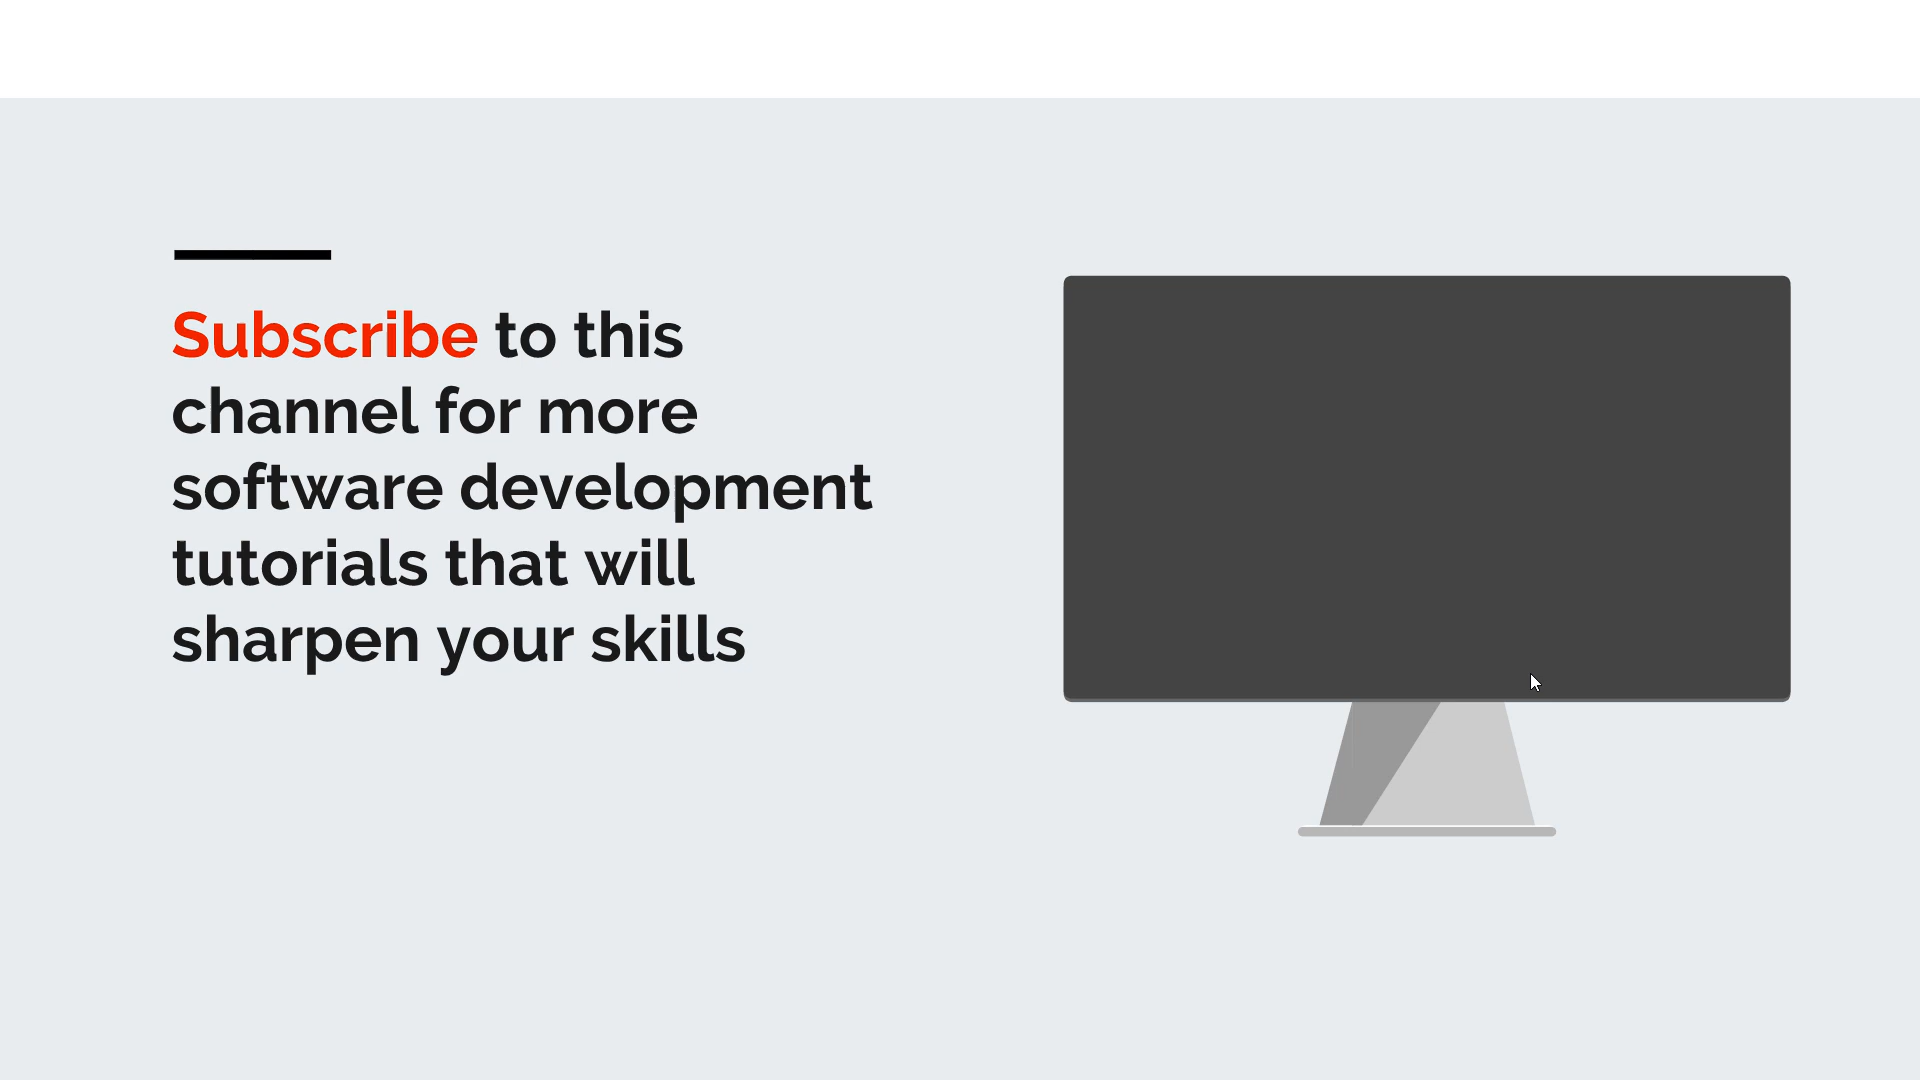 Subscribe to this
channel for more
software development
tutorials that will
sharpen your skills